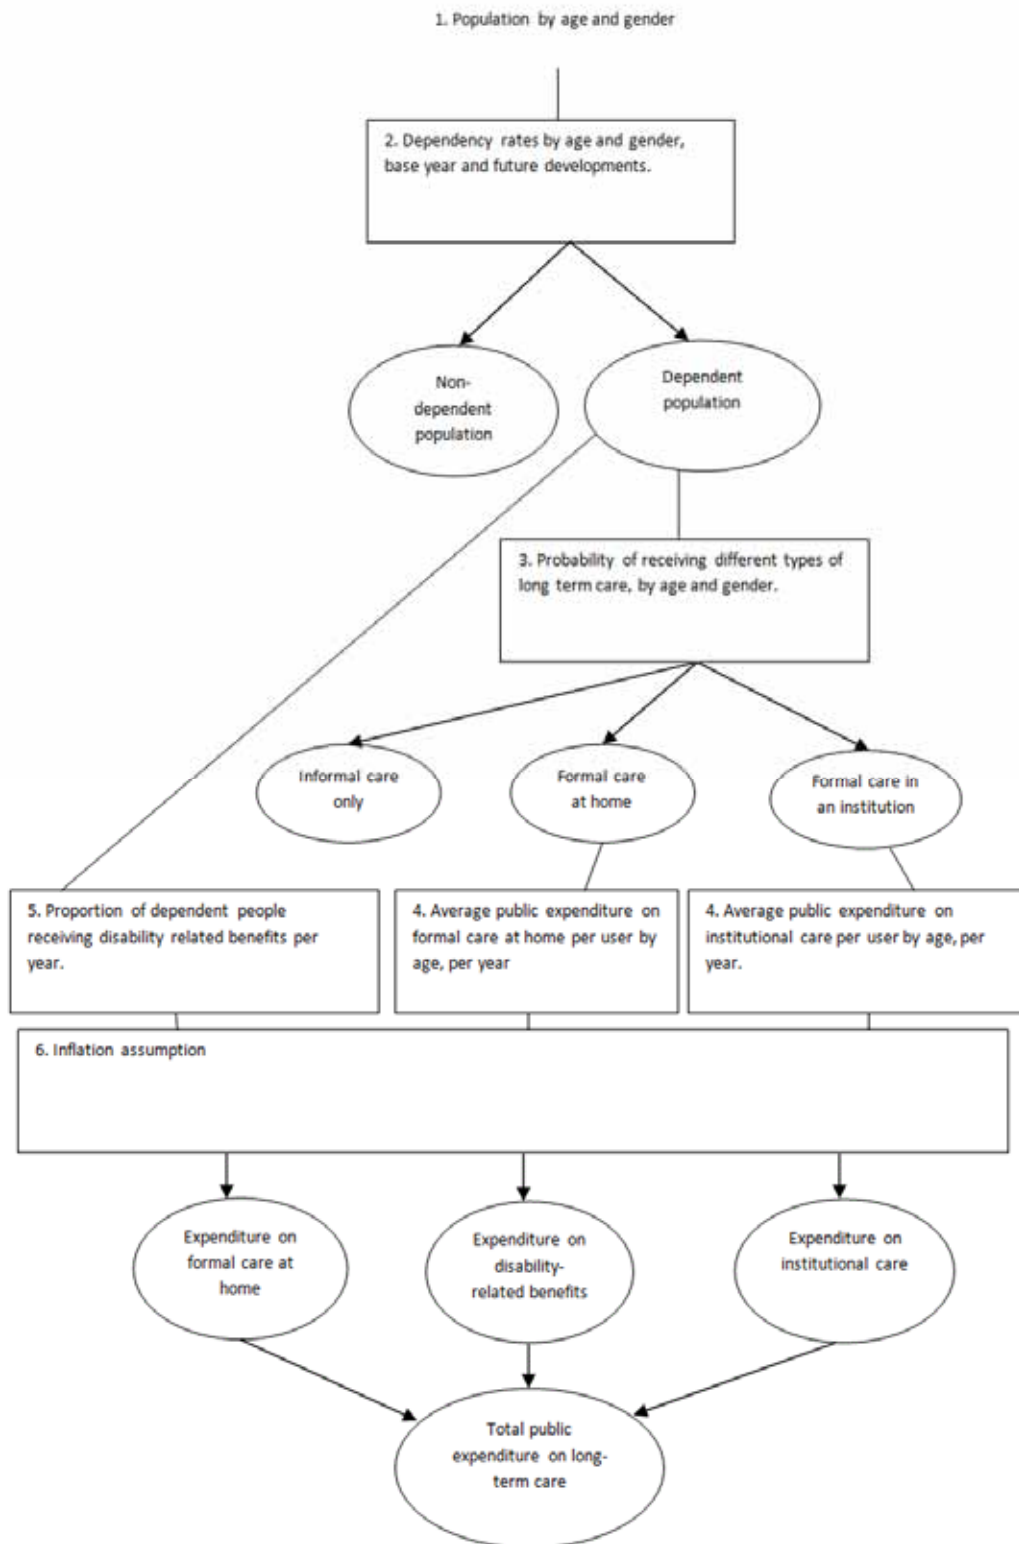 1. Population by age and gender
2. Dependency rates by age and gender,
base year and future developments.
Non-
dependent
population
Dependent
population
3. Probability of receiving different types of
long term care, by age and gender.
Informal care
only
Formal care
at home
Formal care in
an institution
5. Proportion of dependent people
receiving disability related benefits per
year.
4. Average public expenditure on
formal care at home per user by
age, per year
4. Average public expenditure on
institutional care per user by age, per
year.
6. Inflation assumption
Expenditure on
formal care at
home
Expenditure on
disability-
related benefits
Expenditure on
institutional care
Total public
expenditure on long-
term care